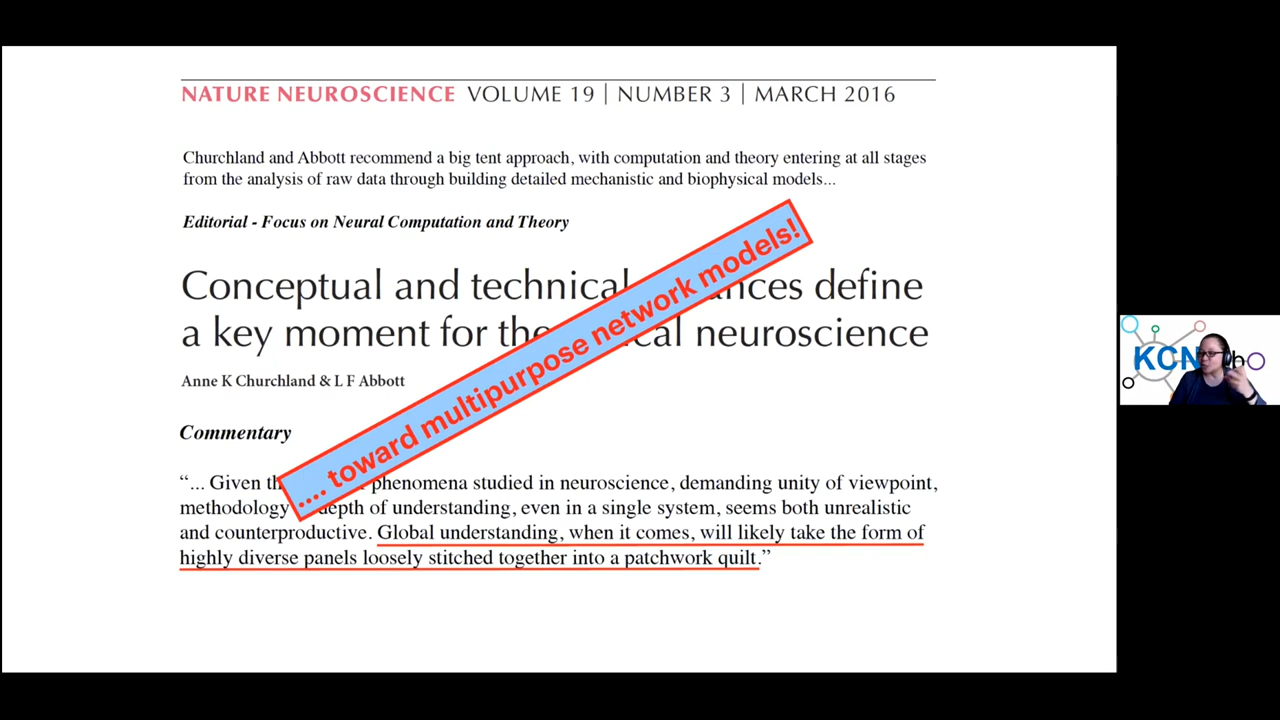 NATURE NEUROSCIENCE VOLUME 19 | NUMBER 3 | MARCH 2016
Churchland and Abbott recommend a big tent approach, with computation and theory entering at all stages
from the analysis of raw data through building detailed mechanistic and biophysical models...
Editorial - Focus on Neural Computation and Theory
Conceptual and technical define
a key moment for neuroscience
Anne K Churchland & L F Abbott
.... toward multipurpose network models!
Commentary
“... Given phenomena studied in neuroscience, demanding unity of viewpoint,
methodology depth of understanding, even in a single system, seems both unrealistic
and counterproductive. Global understanding, when it comes, will likely take the form of
highly diverse panels loosely stitched together into a patchwork quilt.”
KCN